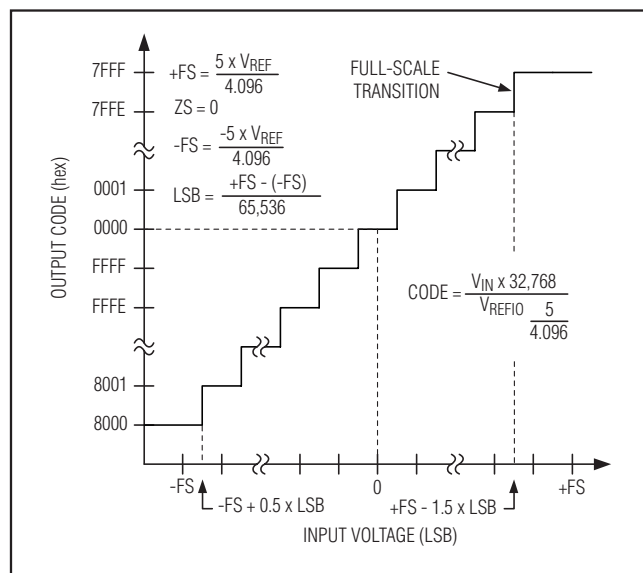 7FFF
7FFE
0001
0000
FFFF
FFFE
8001
8000
OUTPUT CODE (hex)
+FS = 5 x VREF
4.096
ZS = 0
-FS = -5 x VREF
4.096
LSB = +FS - (-FS)
65,536
FULL-SCALE
TRANSITION
CODE = VIN x 32,768
VREFIO 5
4.096
-FS
0
+FS
-FS + 0.5 x LSB
+FS - 1.5 x LSB
INPUT VOLTAGE (LSB)